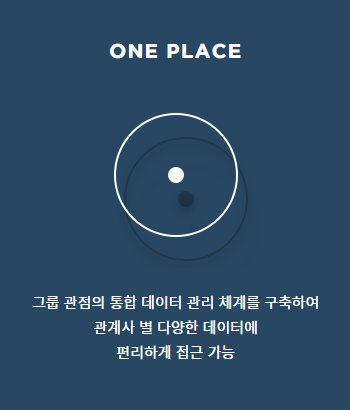 ONE PLACE
그룹 관점의 통합 데이터 관리 체계를 구축하여
관계사 별 다양한 데이터에
편리하게 접근 가능